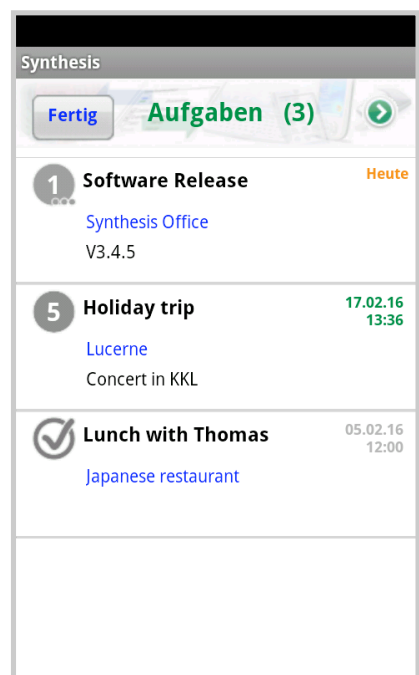 Synthesis
Fertig
Aufgaben (3)
1
Software Release
Heute
Synthesis Office
V3.4.5
5
Holiday trip
17.02.16
13:36
Lucerne
Concert in KKL
Lunch with Thomas
05.02.16
12:00
Japanese restaurant